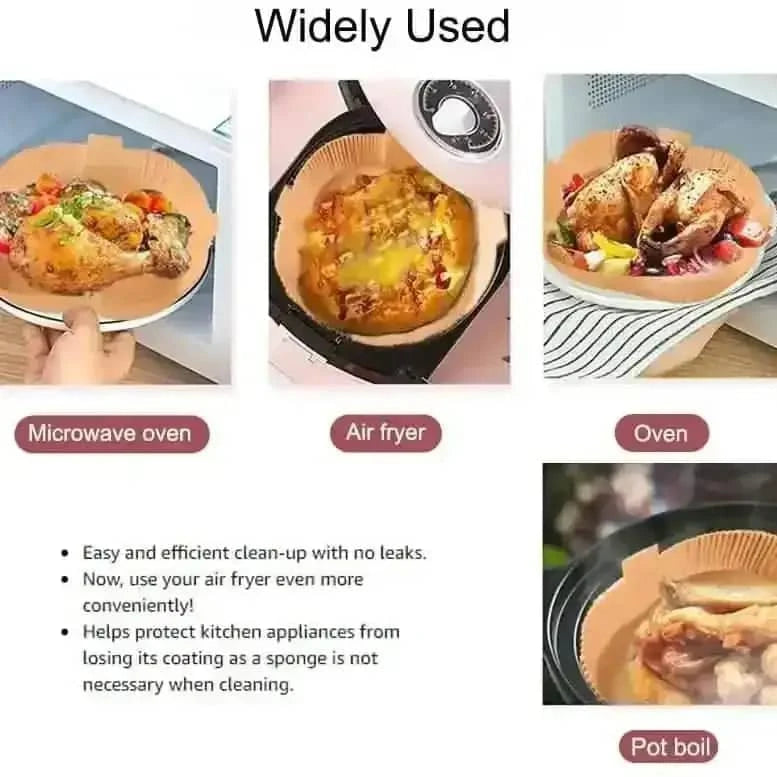 Widely Used
Microwave oven
Air fryer
Oven
• Easy and efficient clean-up with no leaks.
• Now, use your air fryer even more
conveniently!
• Helps protect kitchen appliances from
losing its coating as a sponge is not
necessary when cleaning.
Pot boil